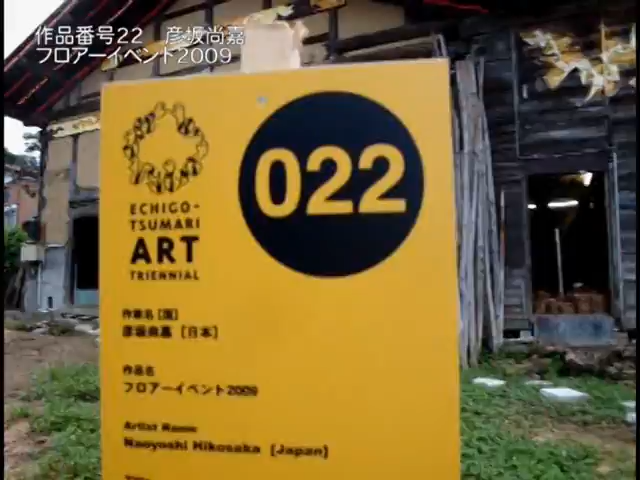 作品番号22 彦坂尚嘉
フロアーイベント2009
022
ECHIGO-
TSUMARI
ART
TRIENNIAL
作家名 [国]
彦坂尚嘉 [日本]
作品名
フロアーイベント2009
Artist Name
Naoyoshi Hikosaka [Japan]